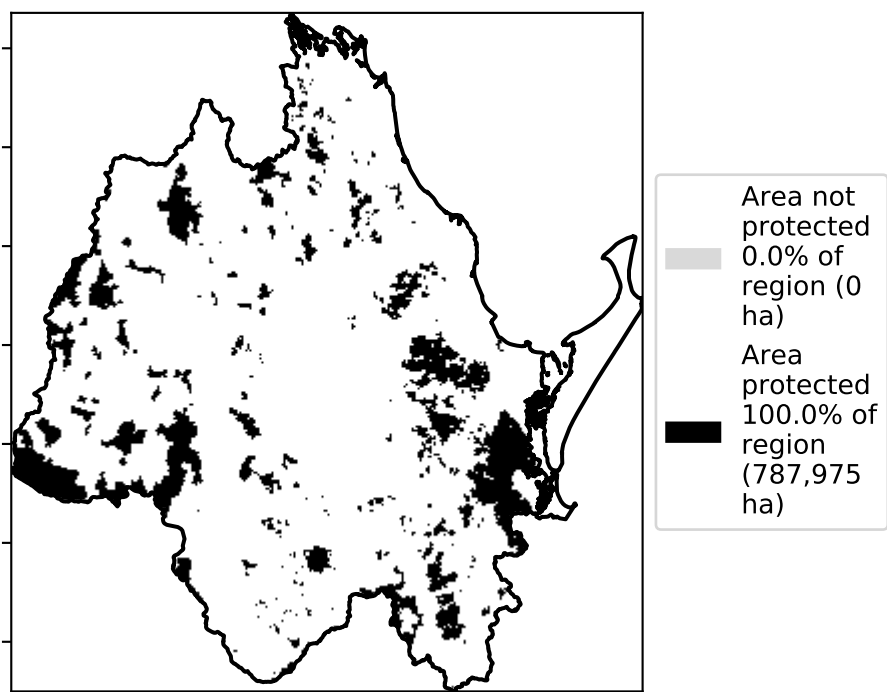 Area not
protected
0.0% of
region (0
ha)
Area
protected
100.0% of
region
(787,975
ha)